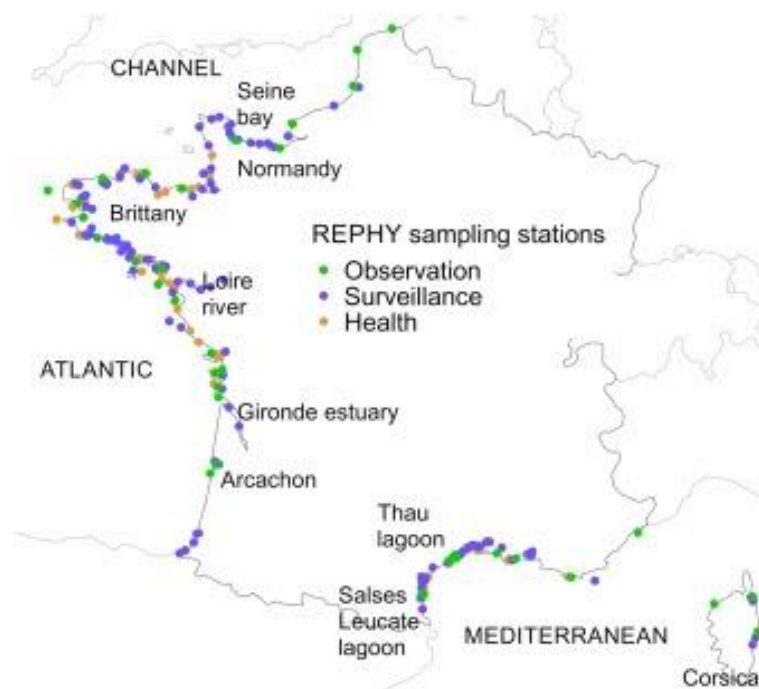 CHANNEL
Seine
bay
Normandy
Brittany
REPHY sampling stations
Observation
Surveillance
Health
Loire
river
ATLANTIC
Gironde estuary
Arcachon
Thau
lagoon
Salses
Leucate
lagoon
MEDITERRANEAN
Corsica